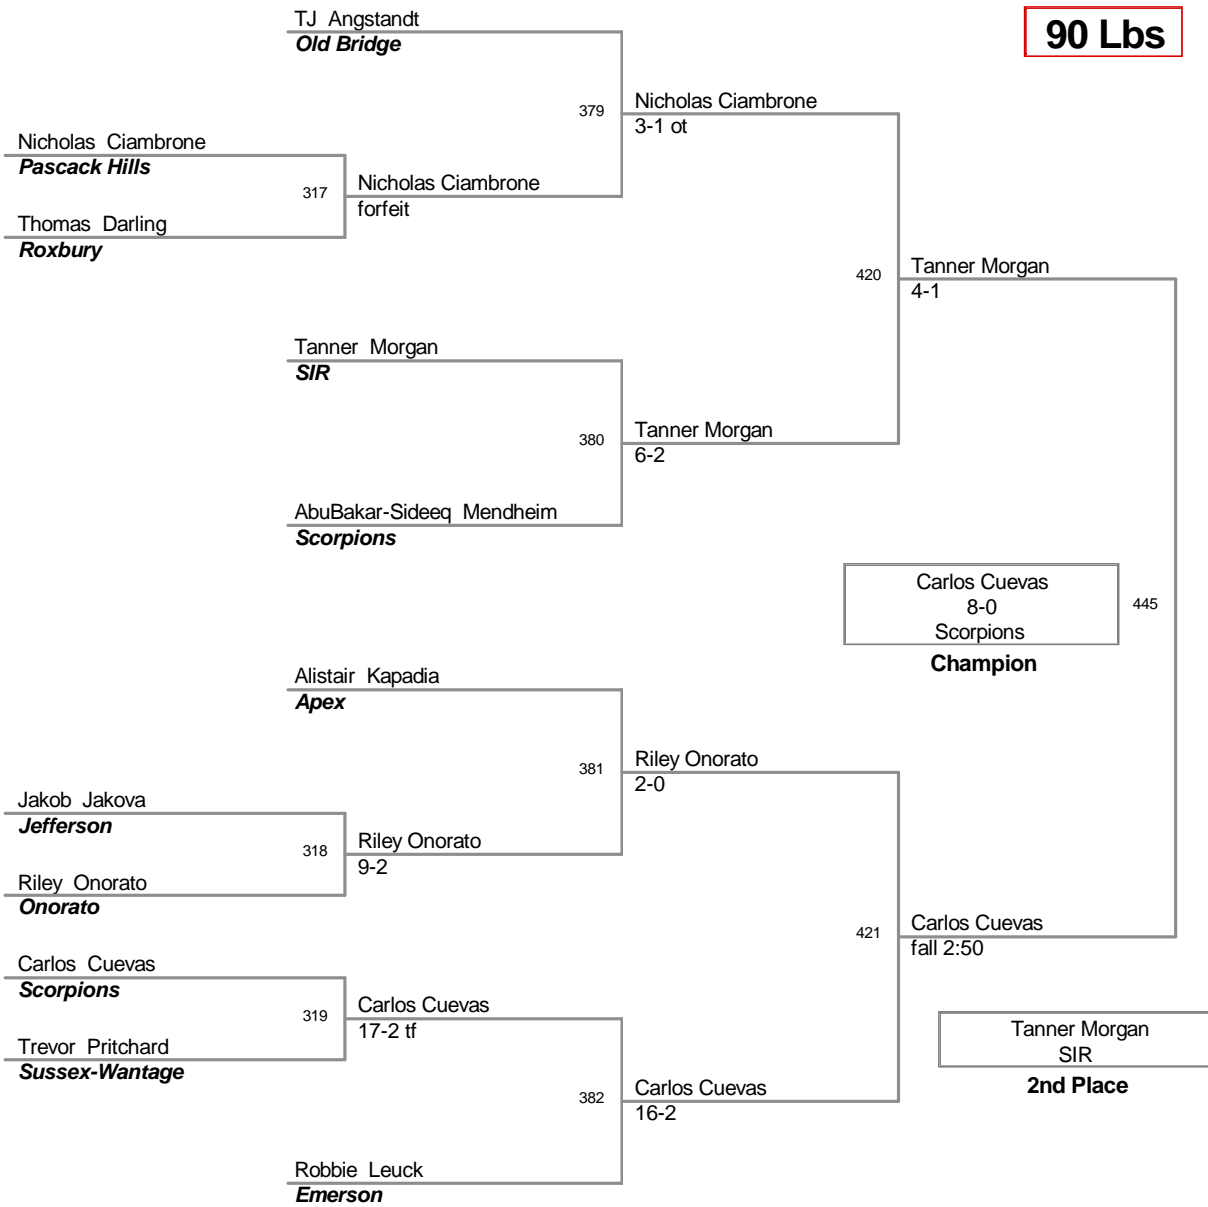 TJ Angstandt
Old Bridge
90 Lbs
379
Nicholas Ciambrone
3-1 ot
Nicholas Ciambrone
Pascack Hills
317
Nicholas Ciambrone
forfeit
Thomas Darling
Roxbury
420
Tanner Morgan
4-1
Tanner Morgan
SIR
380
Tanner Morgan
6-2
AbuBakar-Sideeq Mendheim
Scorpions
Carlos Cuevas
8-0
Scorpions
445
Champion
Alistair Kapadia
Apex
381
Riley Onorato
2-0
Jakob Jakova
Jefferson
318
Riley Onorato
9-2
Riley Onorato
Onorato
421
Carlos Cuevas
fall 2:50
Carlos Cuevas
Scorpions
319
Carlos Cuevas
17-2 tf
Trevor Pritchard
Sussex-Wantage
Tanner Morgan
SIR
2nd Place
382
Carlos Cuevas
16-2
Robbie Leuck
Emerson